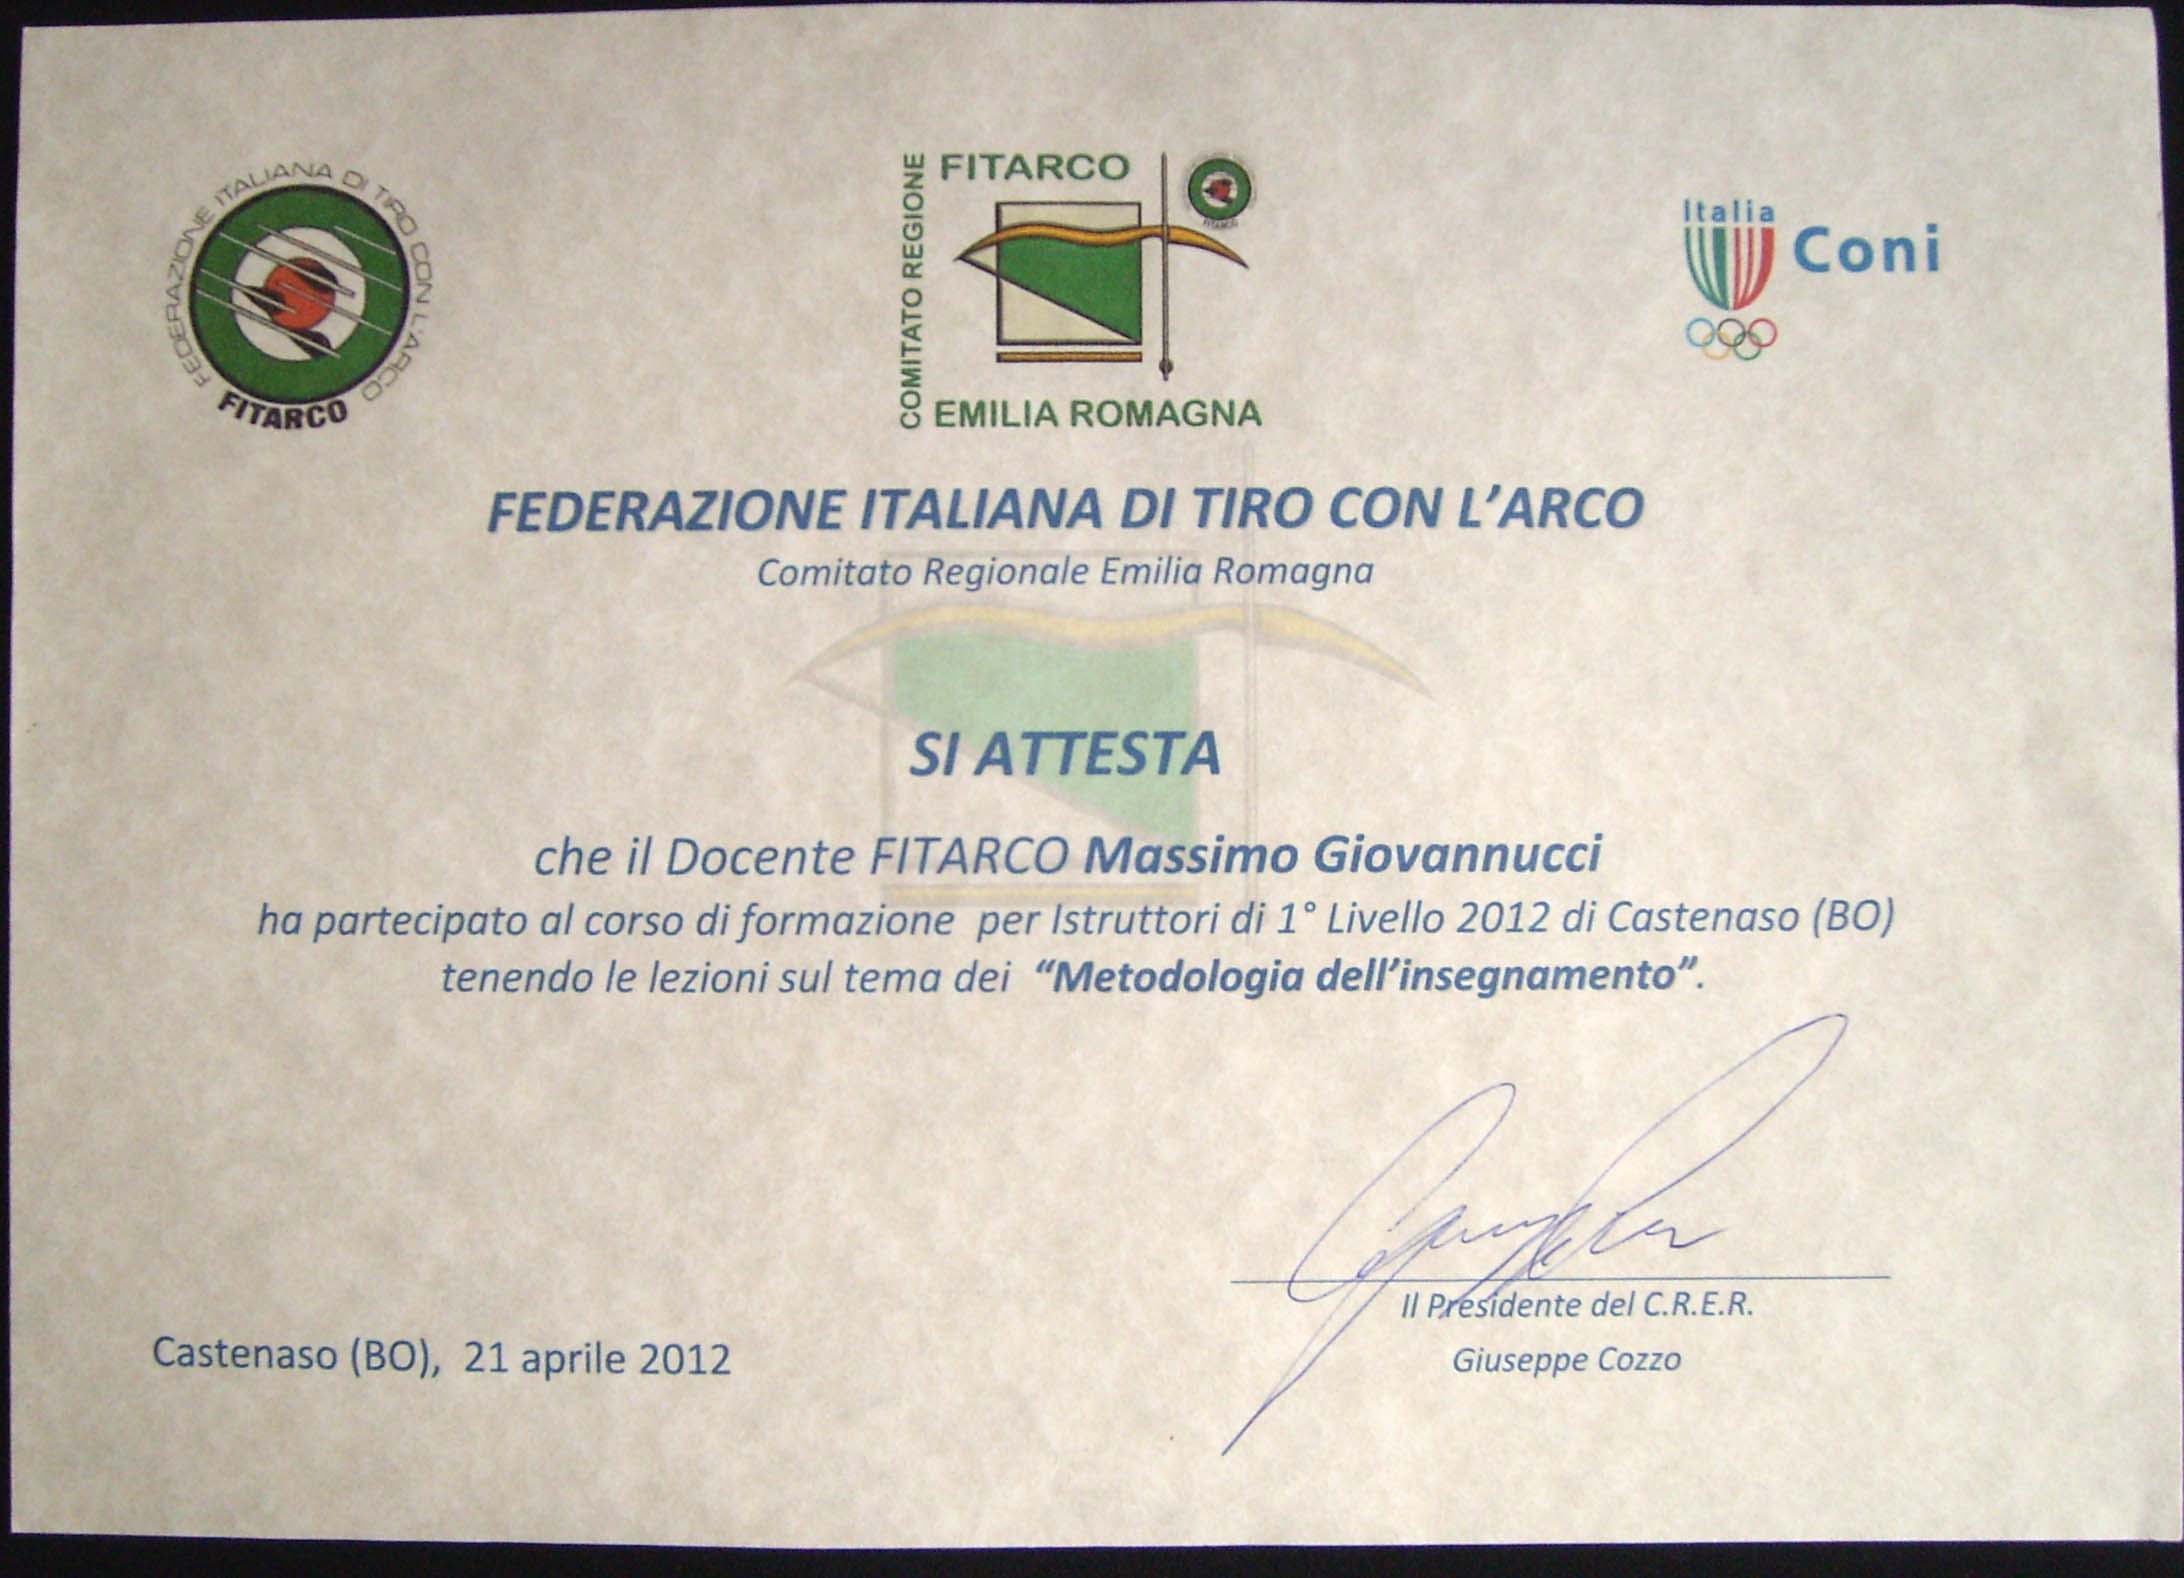 FEDERAZIONE ITALIANA DI TIRO CON L'ARCO
FITARCO
COMITATO REGIONE
FITARCO
FITARCO
EMILIA ROMAGNA
Italia
Coni
FEDERAZIONE ITALIANA DI TIRO CON L’ARCO
Comitato Regionale Emilia Romagna
SI ATTESTA
che il Docente FITARCO Massimo Giovannucci
ha partecipato al corso di formazione per Istruttori di 1° Livello 2012 di Castenaso (BO)
tenendo le lezioni sul tema dei “Metodologia dell’insegnamento”.
Il Presidente del C.R.E.R.
Giuseppe Cozzo
Castenaso (BO), 21 aprile 2012